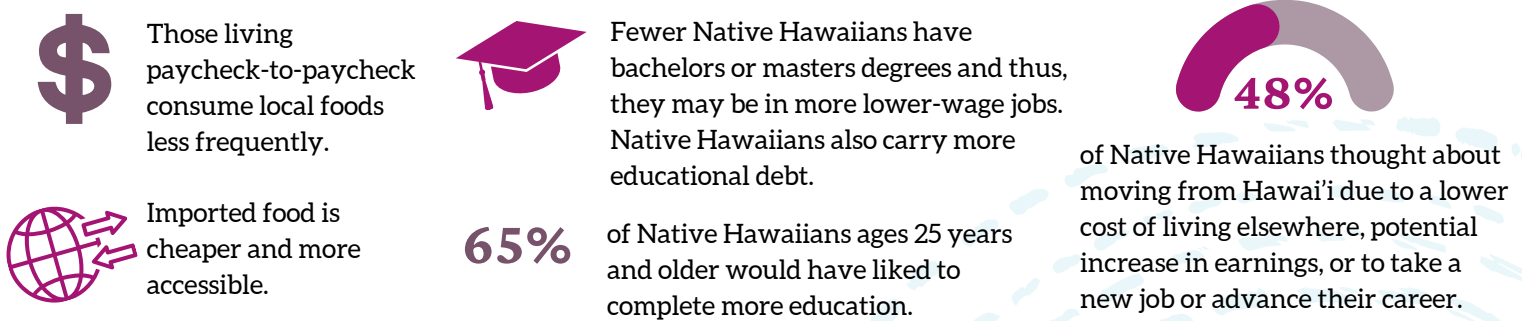 Those living
paycheck-to-paycheck
consume local foods
less frequently.
Imported food is
cheaper and more
accessible.
Fewer Native Hawaiians have
bachelors or masters degrees and thus,
they may be in more lower-wage jobs.
Native Hawaiians also carry more
educational debt.
65%
of Native Hawaiians ages 25 years
and older would have liked to
complete more education.
48%
of Native Hawaiians thought about
moving from Hawai'i due to a lower
cost of living elsewhere, potential
increase in earnings, or to take a
new job or advance their career.